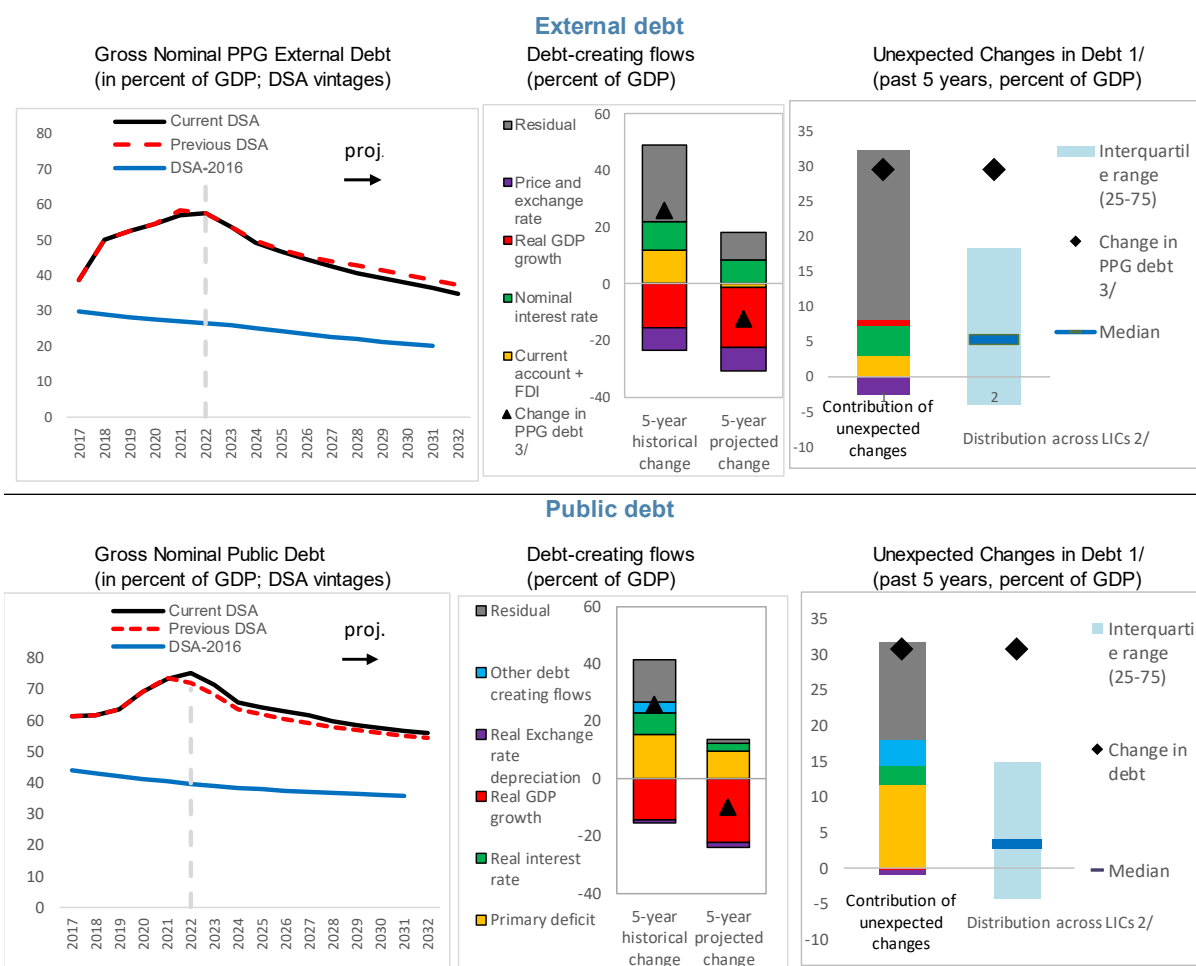 External debt
Gross Nominal PPG External Debt
(in percent of GDP; DSA vintages)
Current DSA
Previous DSA
DSA-2016
proj.
80
70
60
50
40
30
20
10
0
2017
2018
2019
2020
2021
2022
2023
2024
2025
2026
2027
2028
2029
2030
2031
2032
Debt-creating flows
(percent of GDP)
Residual
Price and
exchange rate
Real GDP
growth
Nominal
interest rate
Current
account +
FDI
Change in
PPG debt
3/
60
40
20
0
-20
-40
5-year
historical
change
5-year
projected
change
Unexpected Changes in Debt 1/
(past 5 years, percent of GDP)
35
30
25
20
15
10
5
0
-5
-10
Contribution of
unexpected
changes
2
Distribution across LICs 2/
Interquartil
e range
(25-75)
Change in
PPG debt
3/
Median
Public debt
Gross Nominal Public Debt
(in percent of GDP; DSA vintages)
Current DSA
Previous DSA
DSA-2016
proj.
80
70
60
50
40
30
20
10
0
2017
2018
2019
2020
2021
2022
2023
2024
2025
2026
2027
2028
2029
2030
2031
2032
Debt-creating flows
(percent of GDP)
Residual
Other debt
creating flows
Real Exchange
rate
depreciation
Real GDP
growth
Real interest
rate
Primary deficit
60
40
20
0
-20
-40
5-year
historical
change
5-year
projected
change
Unexpected Changes in Debt 1/
(past 5 years, percent of GDP)
35
30
25
20
15
10
5
0
-5
-10
Contribution of
unexpected
changes
Distribution across LICs 2/
Interquartil
e range
(25-75)
Change in
debt
Median